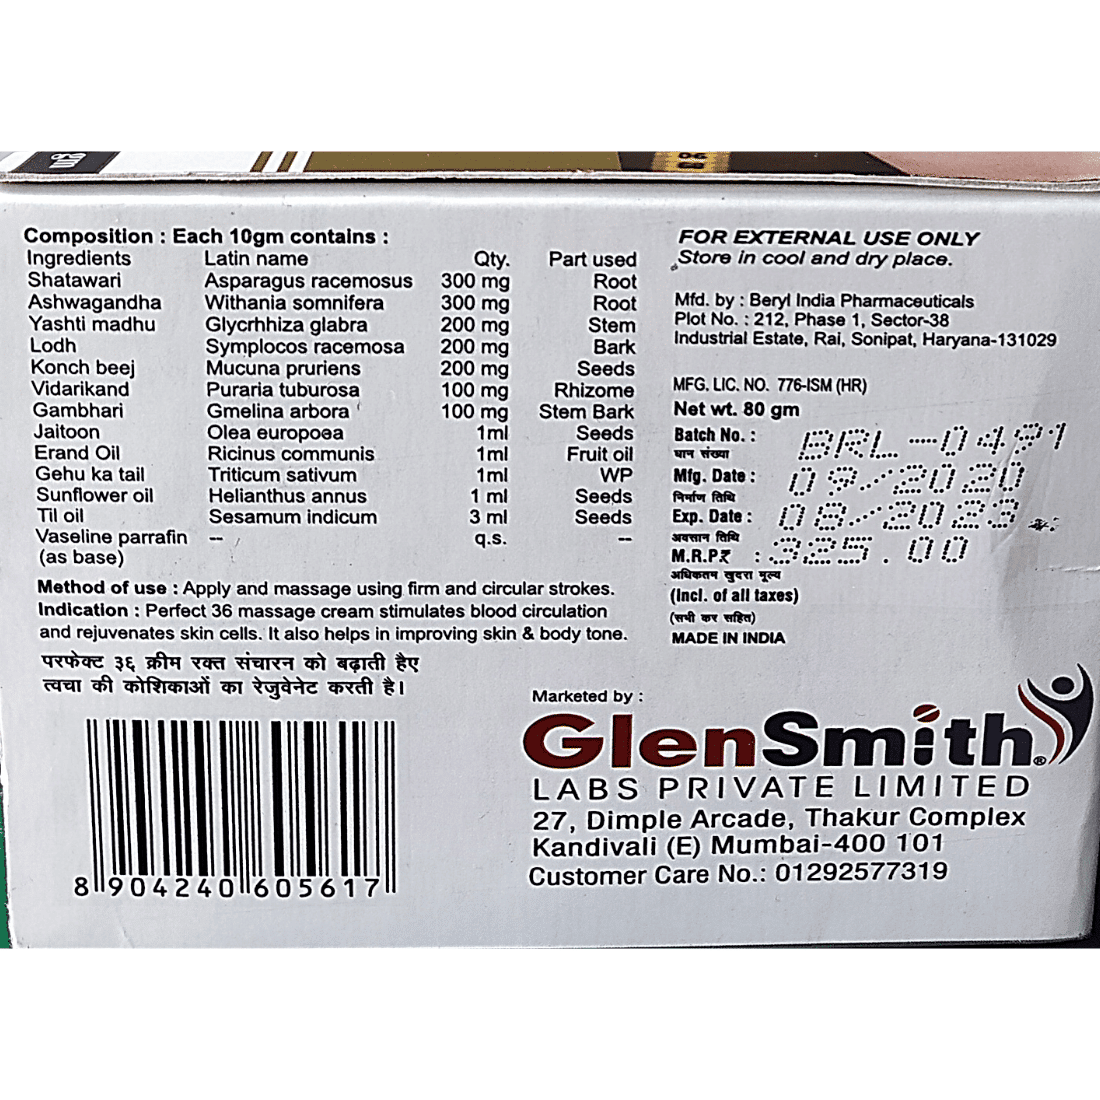 Composition : Each 10gm contains :
Ingredients Latin name Qty. Part used
Shatawari Asparagus racemosus 300 mg Root
Ashwagandha Withania somnifera 300 mg Root
Yashti madhu Glycrhhiza glabra 200 mg Stem
Lodh Symplocos racemosa 200 mg Bark
Konch beej Mucuna pruriens 200 mg Seeds
Vidarikand Puraria tuburosa 100 mg Rhizome
Gambhari Gmelina arbora 100 mg Stem Bark
Jaitoon Olea europoea 1ml Seeds
Erand Oil Ricinus communis 1ml Fruit oil
Gehu ka tail Triticum sativum 1ml WP
Sunflower oil Helianthus annus 1 ml Seeds
Til oil Sesamum indicum 3 ml Seeds
Vaseline parrafin -- q.s. --
(as base)
Method of use : Apply and massage using firm and circular strokes.
Indication : Perfect 36 massage cream stimulates blood circulation
and rejuvenates skin cells. It also helps in improving skin & body tone.
परफेक्ट ३६ क्रीम रक्त संचारन को बढ़ाती हैए
त्वचा की कोशिकाओं का रेजुवेनेट करती है।
8 904240 605617
FOR EXTERNAL USE ONLY
Store in cool and dry place.
Mfd. by : Beryl India Pharmaceuticals
Plot No. : 212, Phase 1, Sector-38
Industrial Estate, Rai, Sonipat, Haryana-131029
MFG. LIC. NO. 776-ISM (HR)
Net wt. 80 gm
Batch No. : BRL-0491
घान संख्या
Mfg. Date : 09/2020
निर्माण तिथि
Exp. Date : 08/2023
अवसान तिथि
M.R.P.₹ : 325.00
अधिकतम खुदरा मूल्य
(Incl. of all taxes)
(सभी कर सहित)
MADE IN INDIA
Marketed by :
GlenSmith®
LABS PRIVATE LIMITED
27, Dimple Arcade, Thakur Complex
Kandivali (E) Mumbai-400 101
Customer Care No.: 01292577319